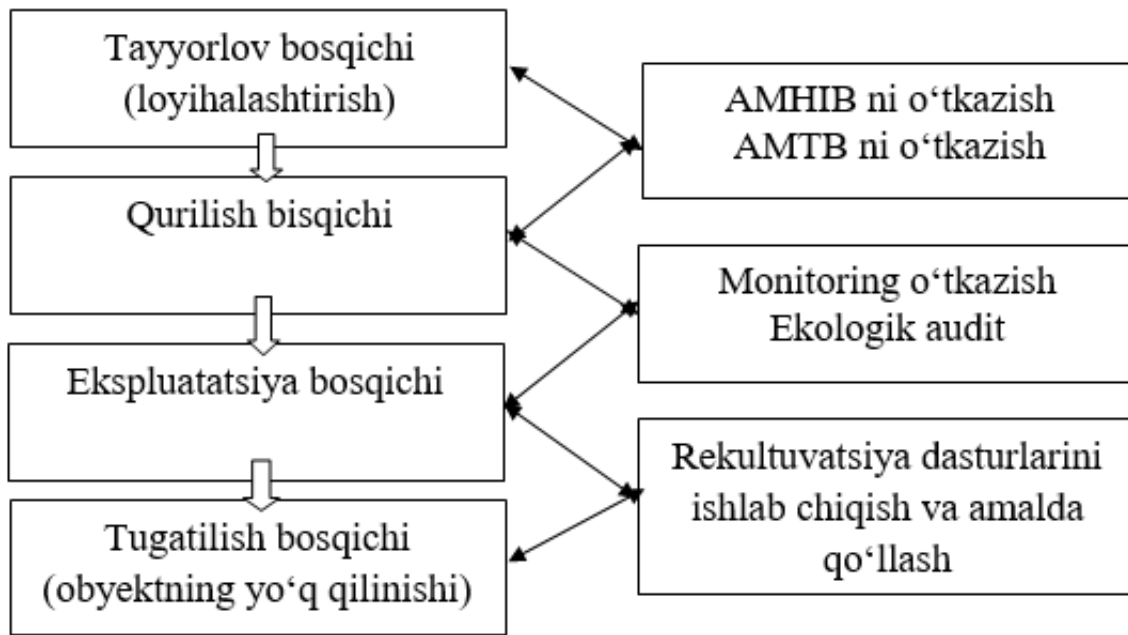 Tayyorlov bosqichi
(loyihalashtirish)
Qurilish bisqichi
Ekspluatatsiya bosqichi
Tugatilish bosqichi
(obyektning yo‘q qilinishi)
AMHIB ni o‘tkazish
AMTB ni o‘tkazish
Monitoring o‘tkazish
Ekologik audit
Rekultuvatsiya dasturlarini
ishlab chiqish va amalda
qo‘llash